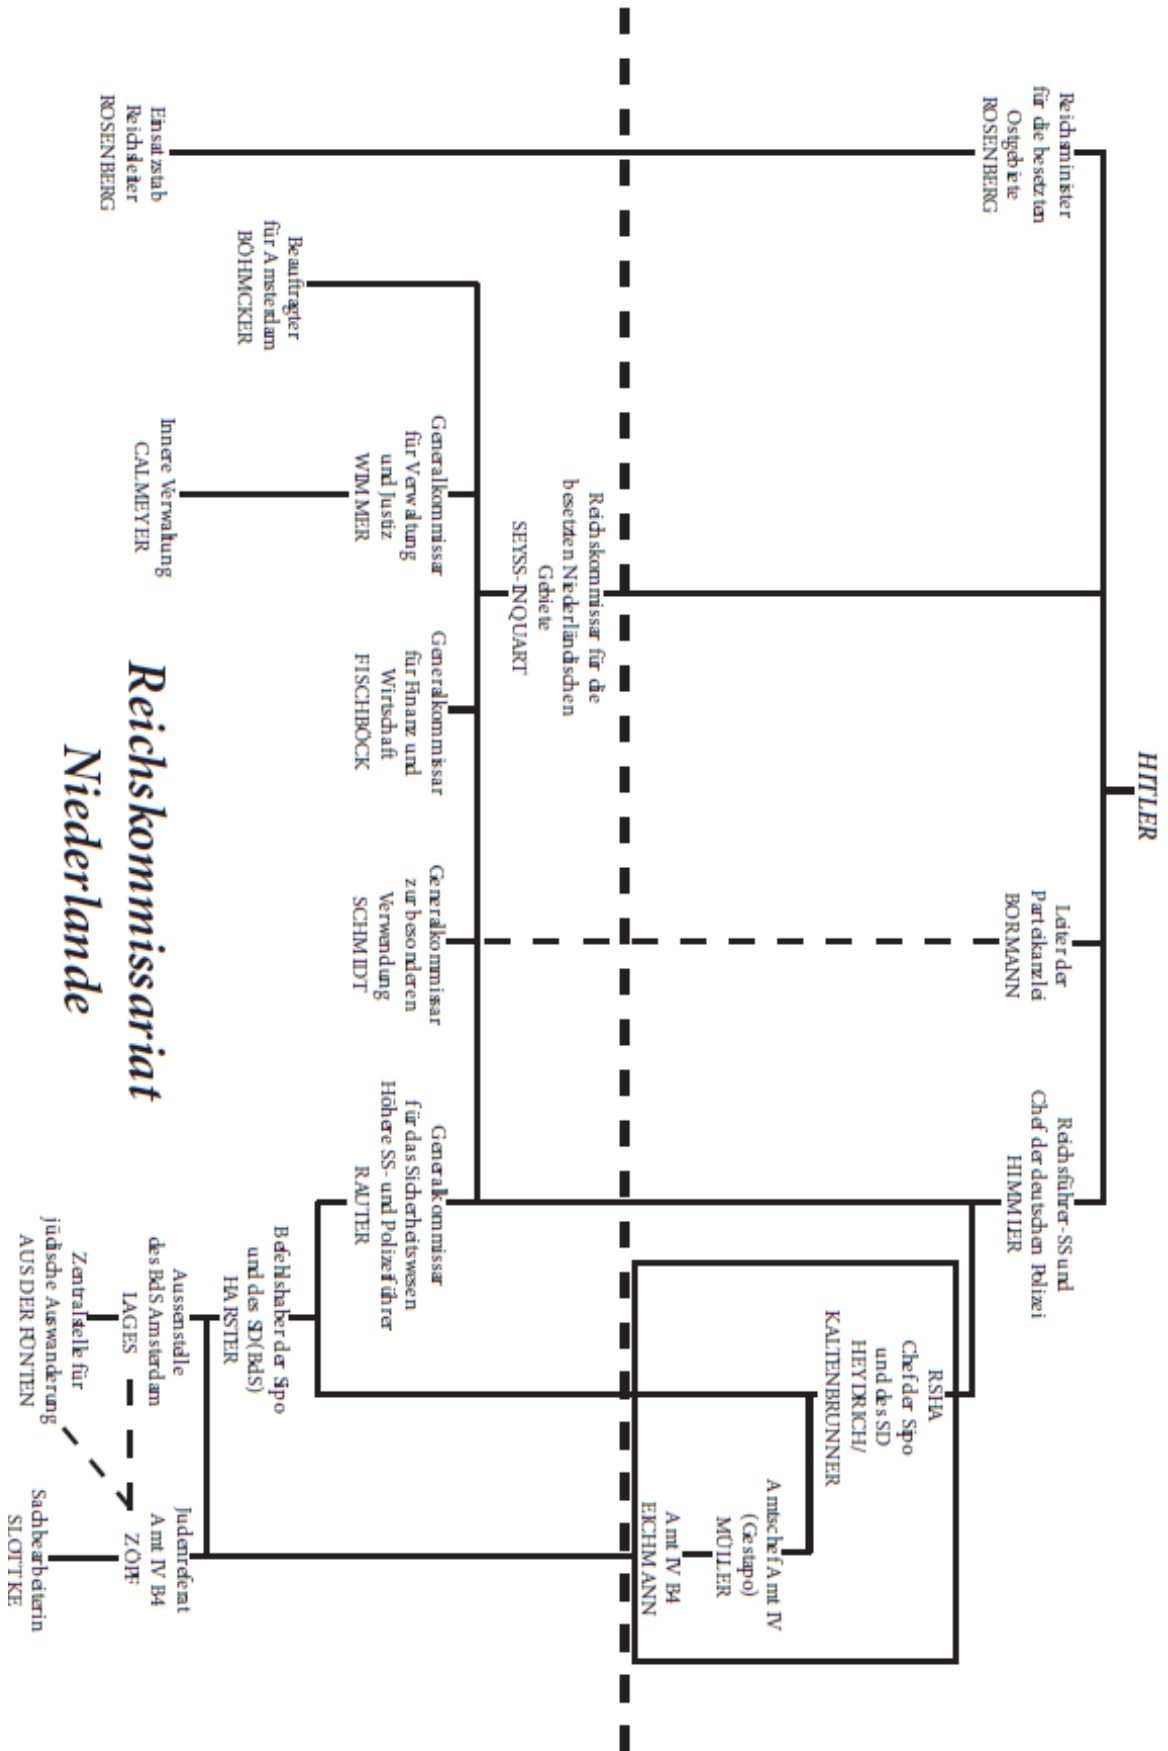 HITLER
Reichsminister
für die besetzten
Ostgebiete
ROSENBERG
Leiter der
Parteikanzlei
BORMANN
Reichsführer-SS und
Chef der deutschen Polizei
HIMMLER
RSHA
Chef der Sipo
und des SD
HEYDRICH/
KALTENBRUNNER
Amtschef Amt IV
(Gestapo)
MÜLLER
Amt IV B4
EICHMANN
Reichskommissar für die
besetzten Niederländischen
Gebiete
SEYSS-INQUART
Generalkommissar
für Verwaltung
und Justiz
WIMMER
Generalkommissar
für Finanz und
Wirtschaft
FISCHBÖCK
Generalkommissar
zur besonderen
Verwendung
SCHMIDT
Generalkommissar
für das Sicherheitswesen
Höhere SS- und Polizeiführer
RAUTER
Beauftragter
für Amsterdam
BÖHMCKER
Befehlshaber der Sipo
und des SD(BdS)
HARSTER
Einsatzstab
Reichsleiter
ROSENBERG
Innere Verwaltung
CALMEYER
Aussenstelle
des BdS Amsterdam
LAGES
Judenreferat
Amt IV B4
ZÖPF
Zentralstelle für
jüdische Auswanderung
AUS DER FÜNTEN
Sachbearbeiterin
SLOTTKE
Reichskommissariat
Niederlande